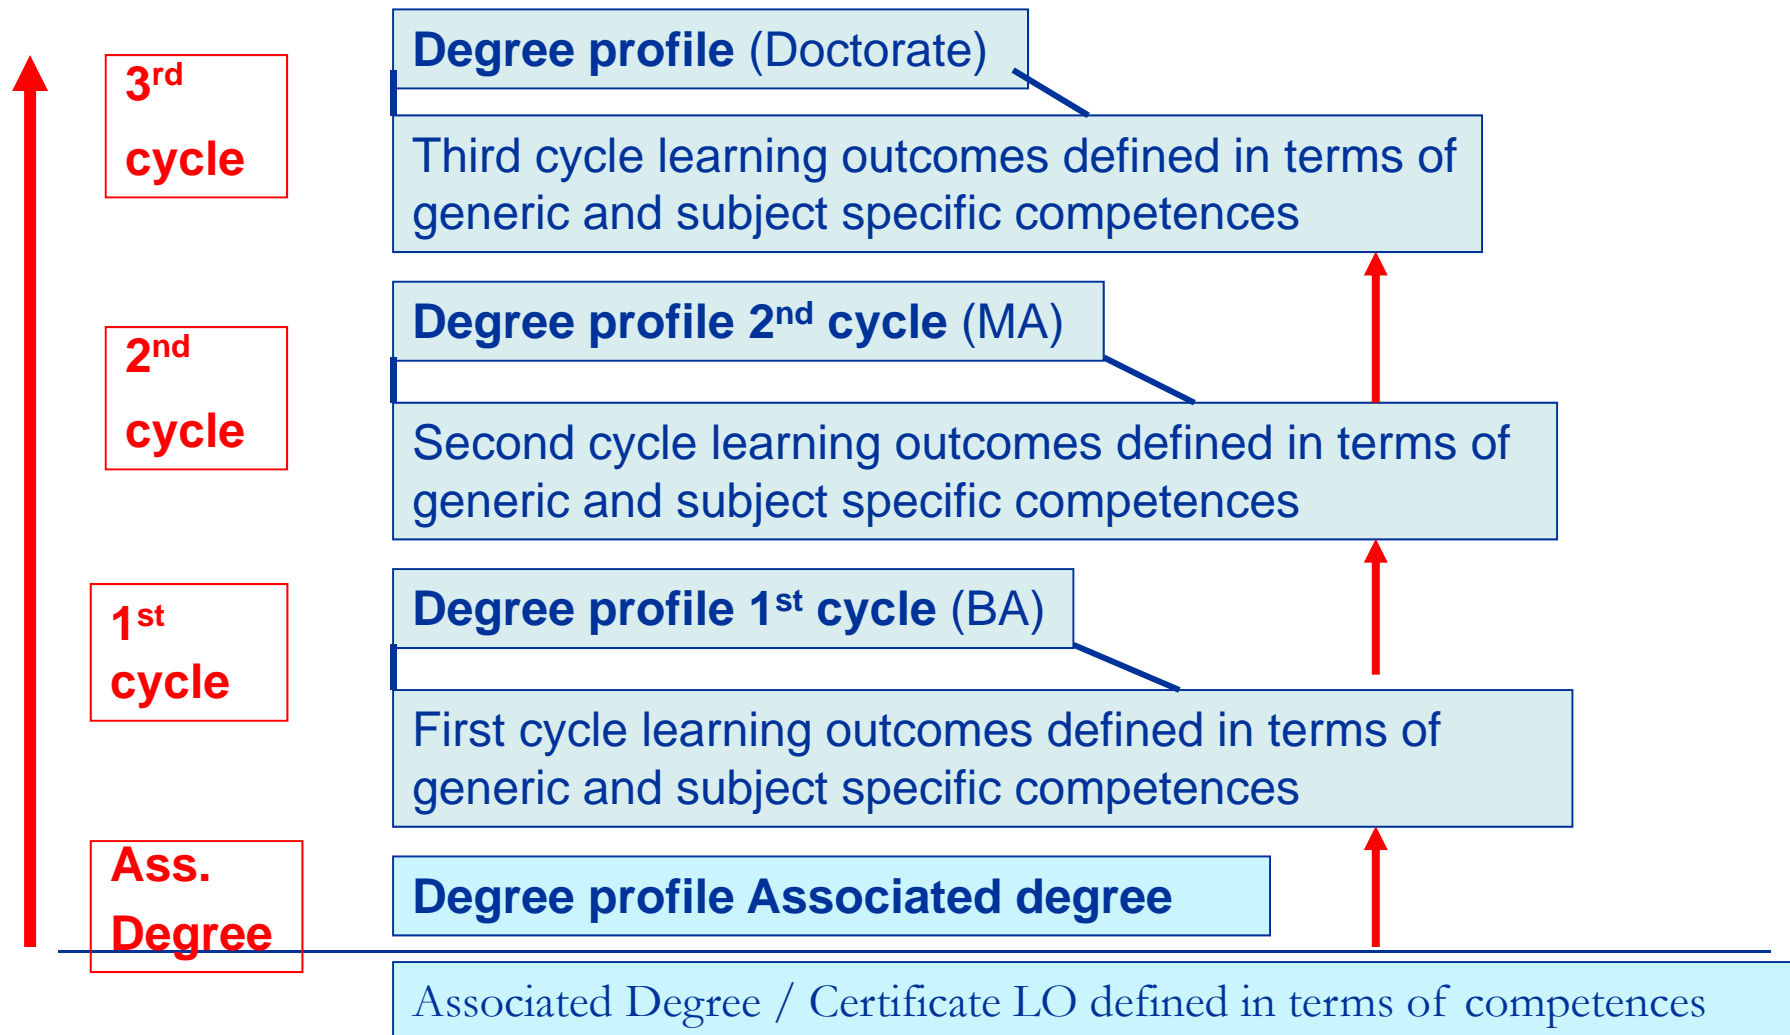 3rd
cycle
Degree profile (Doctorate)
Third cycle learning outcomes defined in terms of
generic and subject specific competences
2nd
cycle
Degree profile 2nd cycle (MA)
Second cycle learning outcomes defined in terms of
generic and subject specific competences
1st
cycle
Degree profile 1st cycle (BA)
First cycle learning outcomes defined in terms of
generic and subject specific competences
Ass.
Degree
Degree profile Associated degree
Associated Degree / Certificate LO defined in terms of competences